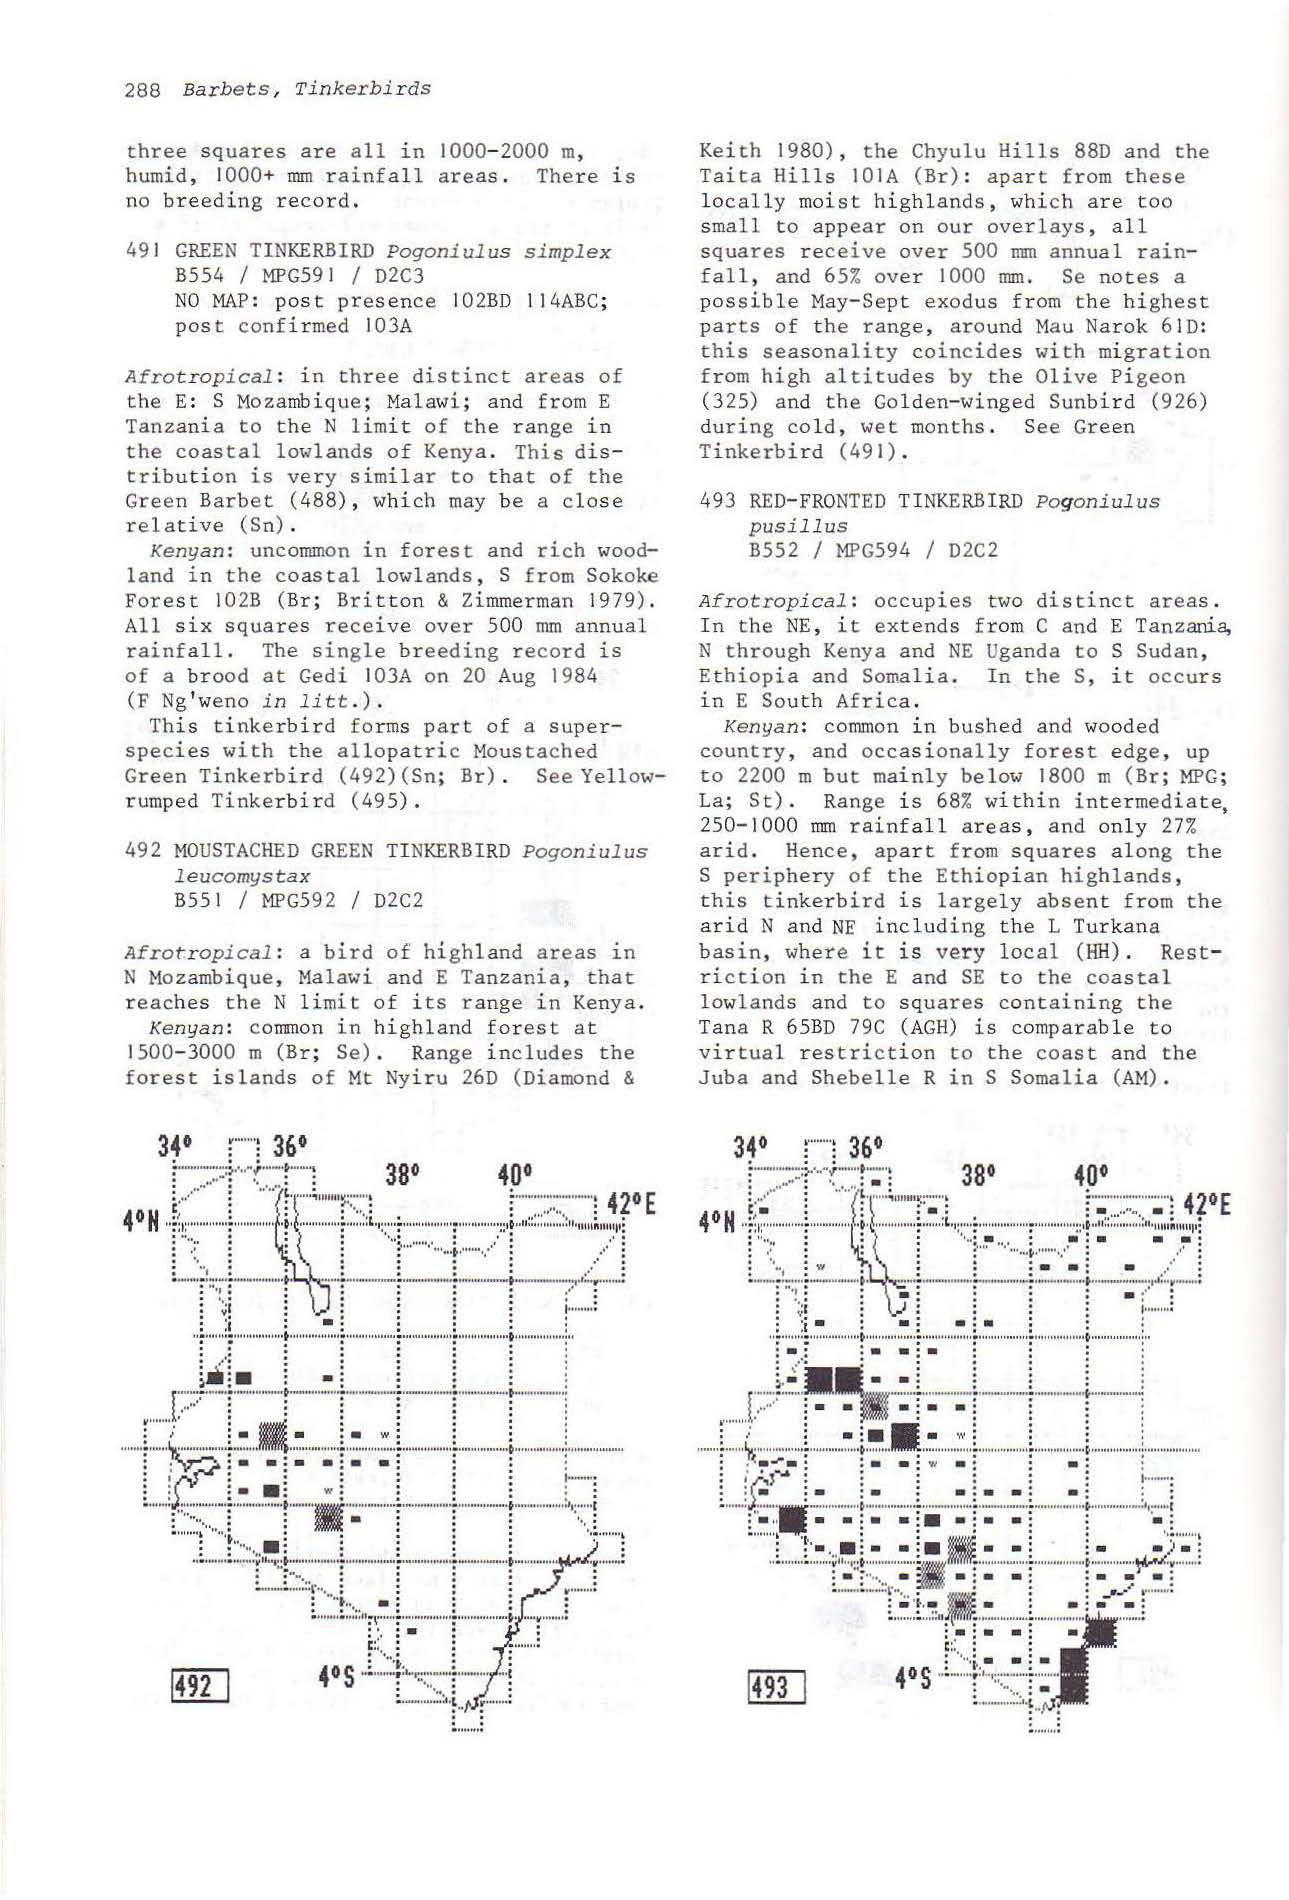 288 Barbets, Tinkerbirds
three squares are all in 1000-2000 m,
humid, 1000+ mm rainfall areas. There is
no breeding record.
491 GREEN TINKERBIRD Pogoniulus simplex
B554 / MPG591 / D2C3
NO MAP: post presence 102BD 114ABC;
post confirmed 103A
Afrotropical: in three distinct areas of
the E: S Mozambique; Malawi; and from E
Tanzania to the N limit of the range in
the coastal lowlands of Kenya. This dis-
tribution is very similar to that of the
Green Barbet (488), which may be a close
relative (Sn).
Kenyan: uncommon in forest and rich wood-
land in the coastal lowlands, S from Sokoke
Forest 102B (Br; Britton & Zimmerman 1979).
All six squares receive over 500 mm annual
rainfall. The single breeding record is
of a brood at Gedi 103A on 20 Aug 1984
(F Ng'weno in litt.).
This tinkerbird forms part of a super-
species with the allopatric Moustached
Green Tinkerbird (492)(Sn; Br). See Yellow-
rumped Tinkerbird (495).
492 MOUSTACHED GREEN TINKERBIRD Pogoniulus
leucomystax
B551 / MPG592 / D2C2
Afrotropical: a bird of highland areas in
N Mozambique, Malawi and E Tanzania, that
reaches the N limit of its range in Kenya.
Kenyan: common in highland forest at
1500-3000 m (Br; Se). Range includes the
forest islands of Mt Nyiru 26D (Diamond &
Keith 1980), the Chyulu Hills 88D and the
Taita Hills 101A (Br): apart from these
locally moist highlands, which are too
small to appear on our overlays, all
squares receive over 500 mm annual rain-
fall, and 65% over 1000 mm. Se notes a
possible May-Sept exodus from the highest
parts of the range, around Mau Narok 61D:
this seasonality coincides with migration
from high altitudes by the Olive Pigeon
(325) and the Golden-winged Sunbird (926)
during cold, wet months. See Green
Tinkerbird (491).
493 RED-FRONTED TINKERBIRD Pogoniulus
pusillus
B552 / MPG594 / D2C2
Afrotropical: occupies two distinct areas.
In the NE, it extends from C and E Tanzania,
N through Kenya and NE Uganda to S Sudan,
Ethiopia and Somalia. In the S, it occurs
in E South Africa.
Kenyan: common in bushed and wooded
country, and occasionally forest edge, up
to 2200 m but mainly below 1800 m (Br; MPG;
La; St). Range is 68% within intermediate,
250-1000 mm rainfall areas, and only 27%
arid. Hence, apart from squares along the
S periphery of the Ethiopian highlands,
this tinkerbird is largely absent from the
arid N and NE including the L Turkana
basin, where it is very local (HH). Rest-
riction in the E and SE to the coastal
lowlands and to squares containing the
Tana R 65BD 79C (AGH) is comparable to
virtual restriction to the coast and the
Juba and Shebelle R in S Somalia (AM).
34° 36°
38° 40°
42°E
4°N
w
w
4°S
492
34° 36°
38° 40°
42°E
4°N
w
w
w
4°S
493